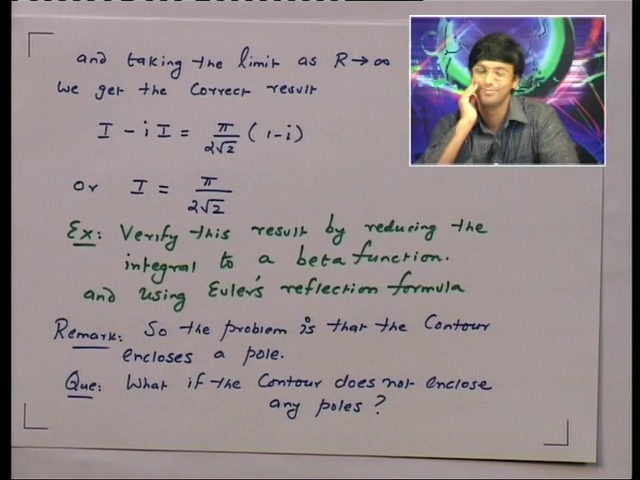 and taking the limit as R → ∞
we get the correct result
I - iI = π/2√2 (1-i)
or I = π/2√2
Ex: Verify this result by reducing the
integral to a beta function.
and using Euler's reflection formula
Remark: So the problem is that the Contour
encloses a pole.
Que: What if the Contour does not enclose
any poles?